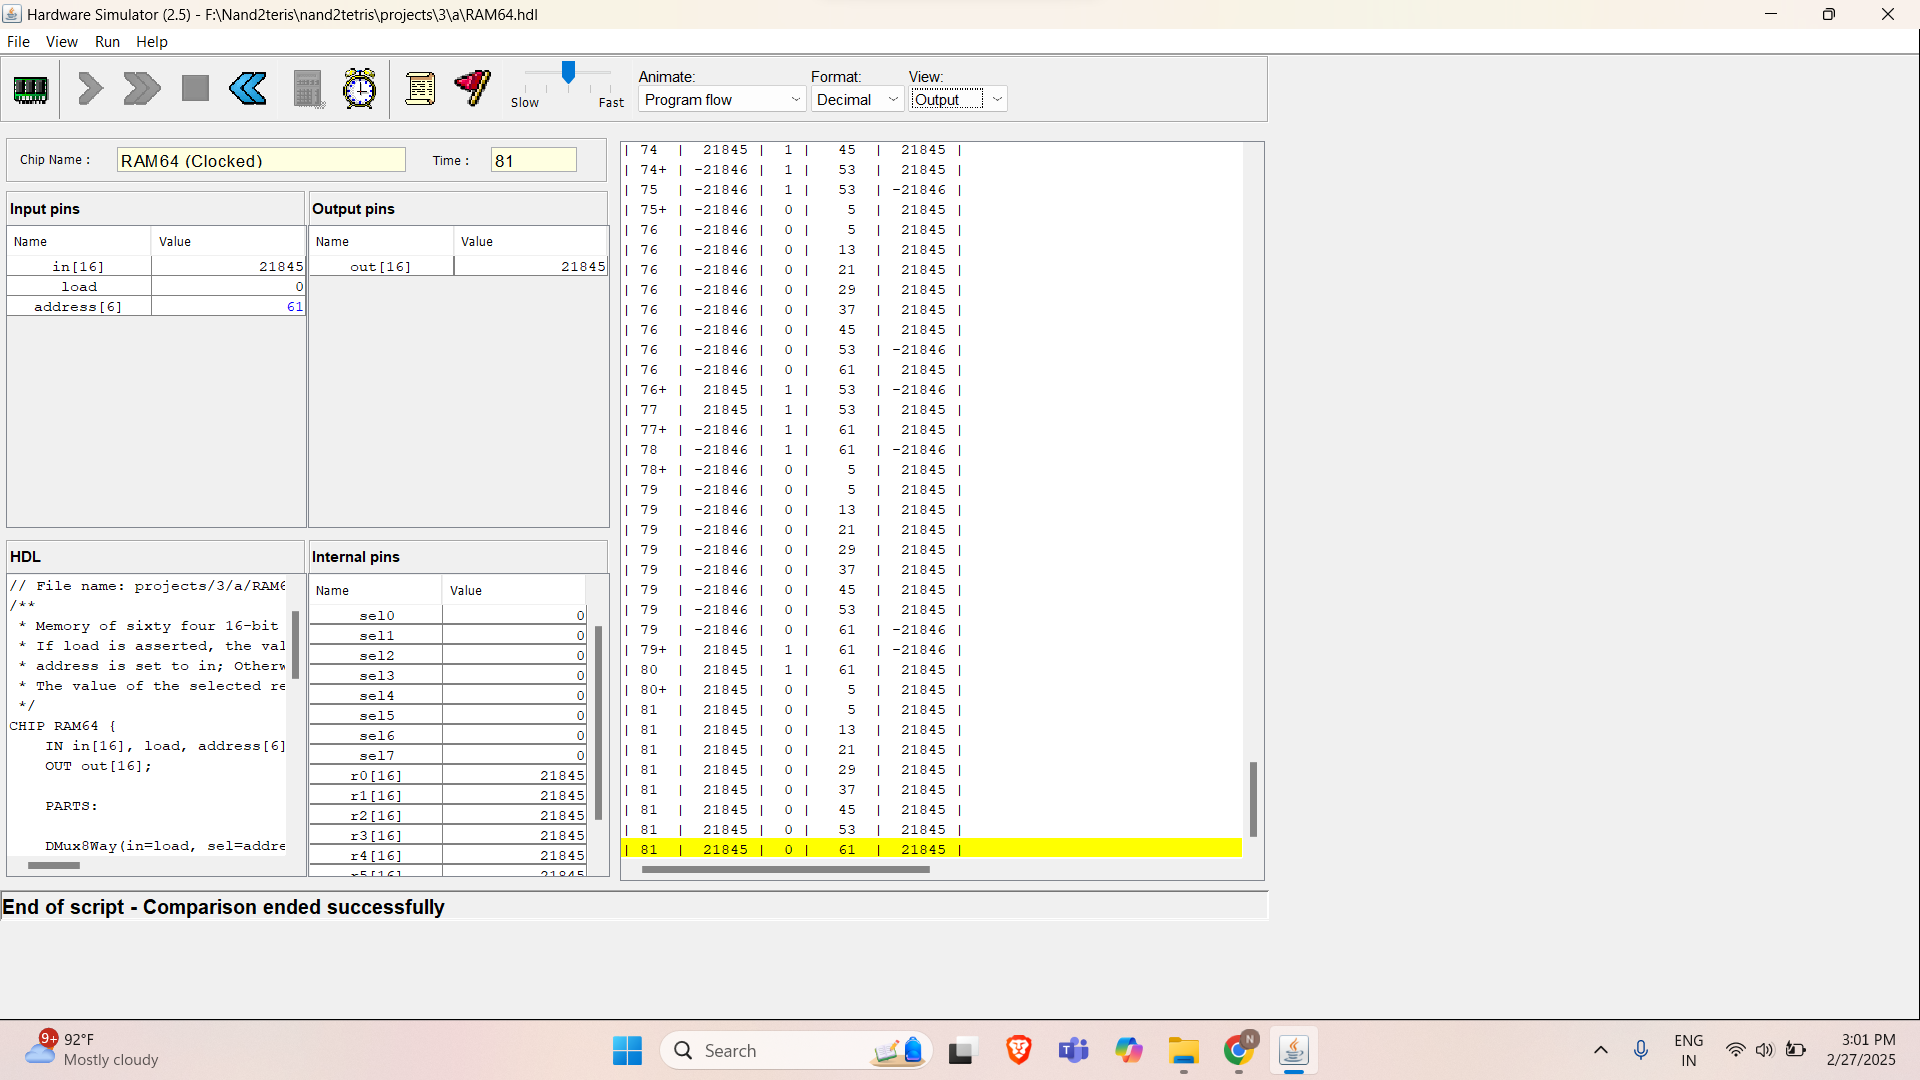 Hardware Simulator (2.5) - F:\Nand2teris\nand2tetris\projects\3\a\RAM64.hdl
File View Run Help
Animate: Format: View:
Slow Fast Program flow Decimal Output
Chip Name : RAM64 (Clocked) Time : 81
Input pins
Name Value
in[16] 21845
load 0
address[6] 61
Output pins
Name Value
out[16] 21845
HDL
// File name: projects/3/a/RAM6
/**
* Memory of sixty four 16-bit
* If load is asserted, the val
* address is set to in; Otherw
* The value of the selected re
*/
CHIP RAM64 {
IN in[16], load, address[6]
OUT out[16];
PARTS:
DMux8Way(in=load, sel=addre
Internal pins
Name Value
sel0 0
sel1 0
sel2 0
sel3 0
sel4 0
sel5 0
sel6 0
sel7 0
r0[16] 21845
r1[16] 21845
r2[16] 21845
r3[16] 21845
r4[16] 21845
r5[16] 21845
| 74 | 21845 | 1 | 45 | 21845 |
| 74+ | -21846 | 1 | 53 | 21845 |
| 75 | -21846 | 1 | 53 | -21846 |
| 75+ | -21846 | 0 | 5 | 21845 |
| 76 | -21846 | 0 | 5 | 21845 |
| 76 | -21846 | 0 | 13 | 21845 |
| 76 | -21846 | 0 | 21 | 21845 |
| 76 | -21846 | 0 | 29 | 21845 |
| 76 | -21846 | 0 | 37 | 21845 |
| 76 | -21846 | 0 | 45 | 21845 |
| 76 | -21846 | 0 | 53 | -21846 |
| 76 | -21846 | 0 | 61 | 21845 |
| 76+ | 21845 | 1 | 53 | -21846 |
| 77 | 21845 | 1 | 53 | 21845 |
| 77+ | -21846 | 1 | 61 | 21845 |
| 78 | -21846 | 1 | 61 | -21846 |
| 78+ | -21846 | 0 | 5 | 21845 |
| 79 | -21846 | 0 | 5 | 21845 |
| 79 | -21846 | 0 | 13 | 21845 |
| 79 | -21846 | 0 | 21 | 21845 |
| 79 | -21846 | 0 | 29 | 21845 |
| 79 | -21846 | 0 | 37 | 21845 |
| 79 | -21846 | 0 | 45 | 21845 |
| 79 | -21846 | 0 | 53 | 21845 |
| 79 | -21846 | 0 | 61 | -21846 |
| 79+ | 21845 | 1 | 61 | -21846 |
| 80 | 21845 | 1 | 61 | 21845 |
| 80+ | 21845 | 0 | 5 | 21845 |
| 81 | 21845 | 0 | 5 | 21845 |
| 81 | 21845 | 0 | 13 | 21845 |
| 81 | 21845 | 0 | 21 | 21845 |
| 81 | 21845 | 0 | 29 | 21845 |
| 81 | 21845 | 0 | 37 | 21845 |
| 81 | 21845 | 0 | 45 | 21845 |
| 81 | 21845 | 0 | 53 | 21845 |
| 81 | 21845 | 0 | 61 | 21845 |
End of script - Comparison ended successfully
9+ 92°F
Mostly cloudy
Search
N
ENG
IN
3:01 PM
2/27/2025